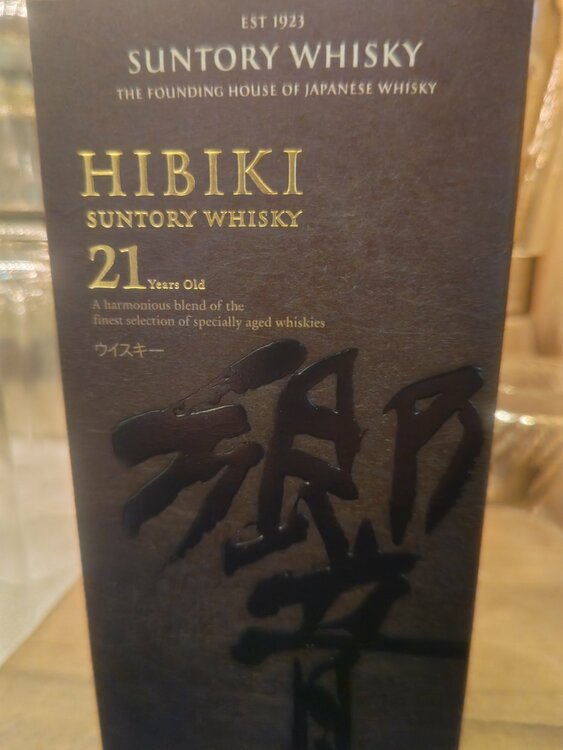 EST 1923
SUNTORY WHISKY
THE FOUNDING HOUSE OF JAPANESE WHISKY
HIBIKI
SUNTORY WHISKY
21 Years Old
A harmonious blend of the
finest selection of specially aged whiskies
ウイスキー
響